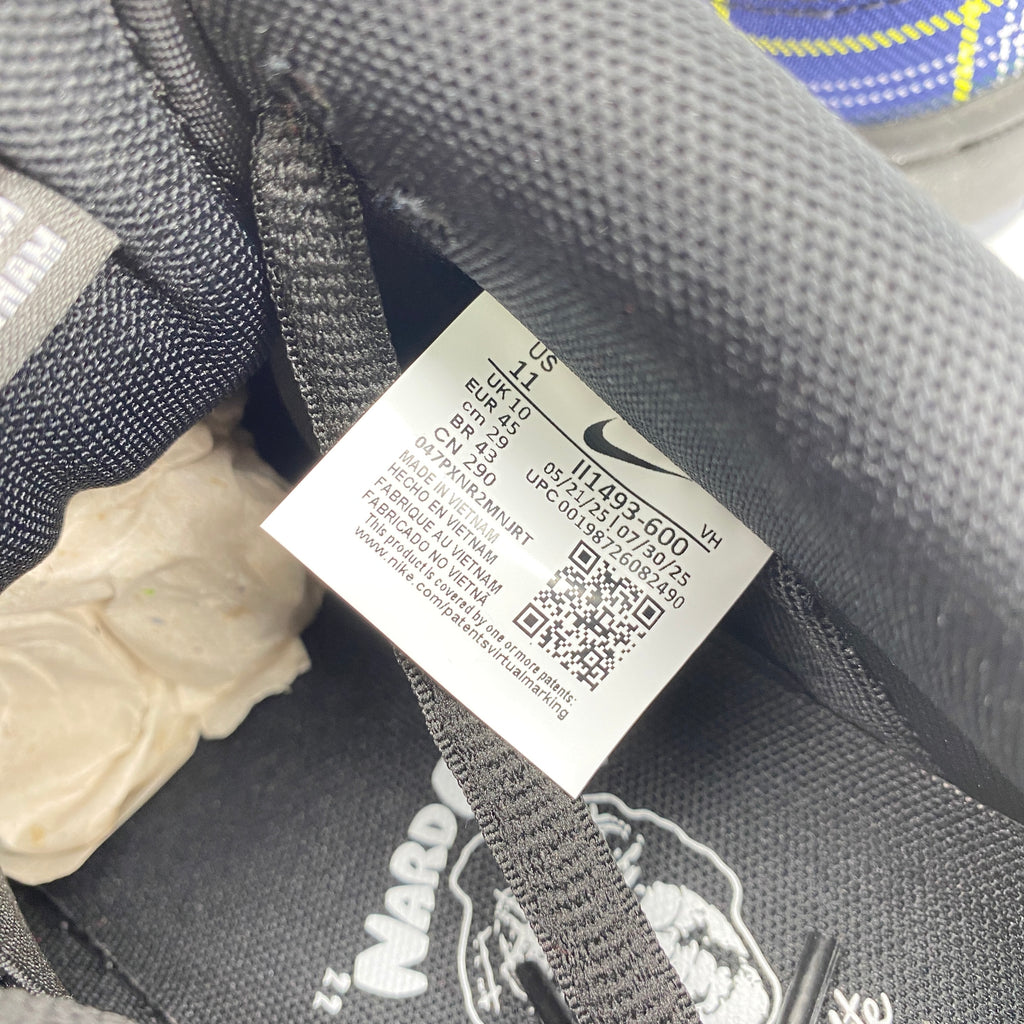 US
11
UK 10
EUR 45
cm 29
BR 43
CN 290
047PXNR2MNJRT
MADE IN VIETNAM
HECHO EN VIETNAM
FABRIQUE AU VIETNAM
FABRICADO NO VIETNÃ
This product is covered by one or more patents:
www.nike.com/patentsvirtualmarking
II1493-600 VH
05/21/25|07/30/25
UPC 00198726082490
"WARD